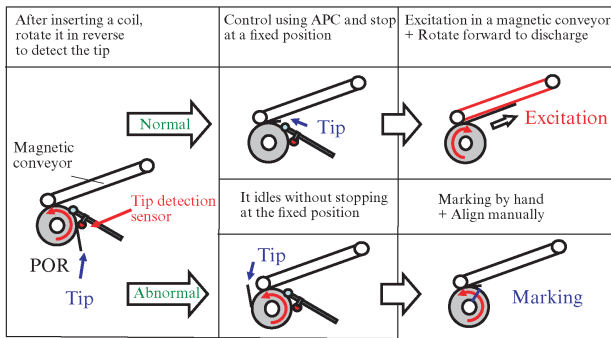 After inserting a coil,
rotate it in reverse
to detect the tip
Control using APC and stop
at a fixed position
Excitation in a magnetic conveyor
+ Rotate forward to discharge
Normal
Tip
Excitation
Magnetic
conveyor
Tip detection
sensor
POR
Tip
It idles without stopping
at the fixed position
Marking by hand
+ Align manually
Abnormal
Tip
Marking